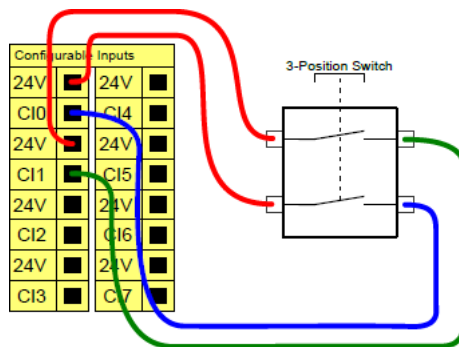 Configurable Inputs
3-Position Switch
24V 24V
CI0 CI4
24V 24V
CI1 CI5
24V 24V
CI2 CI6
24V 24V
CI3 CI7